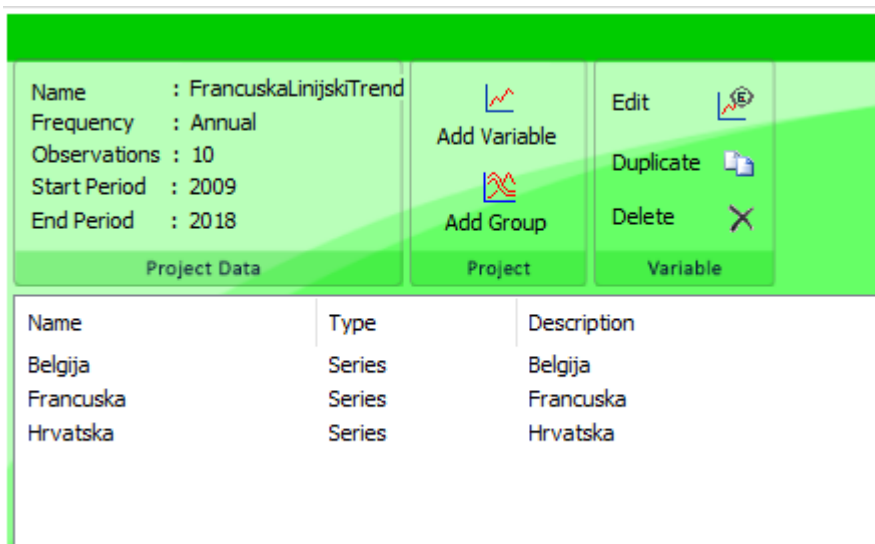 Name : FrancuskaLinijskiTrend
Frequency : Annual
Observations : 10
Start Period : 2009
End Period : 2018
Project Data
Add Variable
Add Group
Project
Edit
Duplicate
Delete
Variable
Name Type Description
Belgija Series Belgija
Francuska Series Francuska
Hrvatska Series Hrvatska